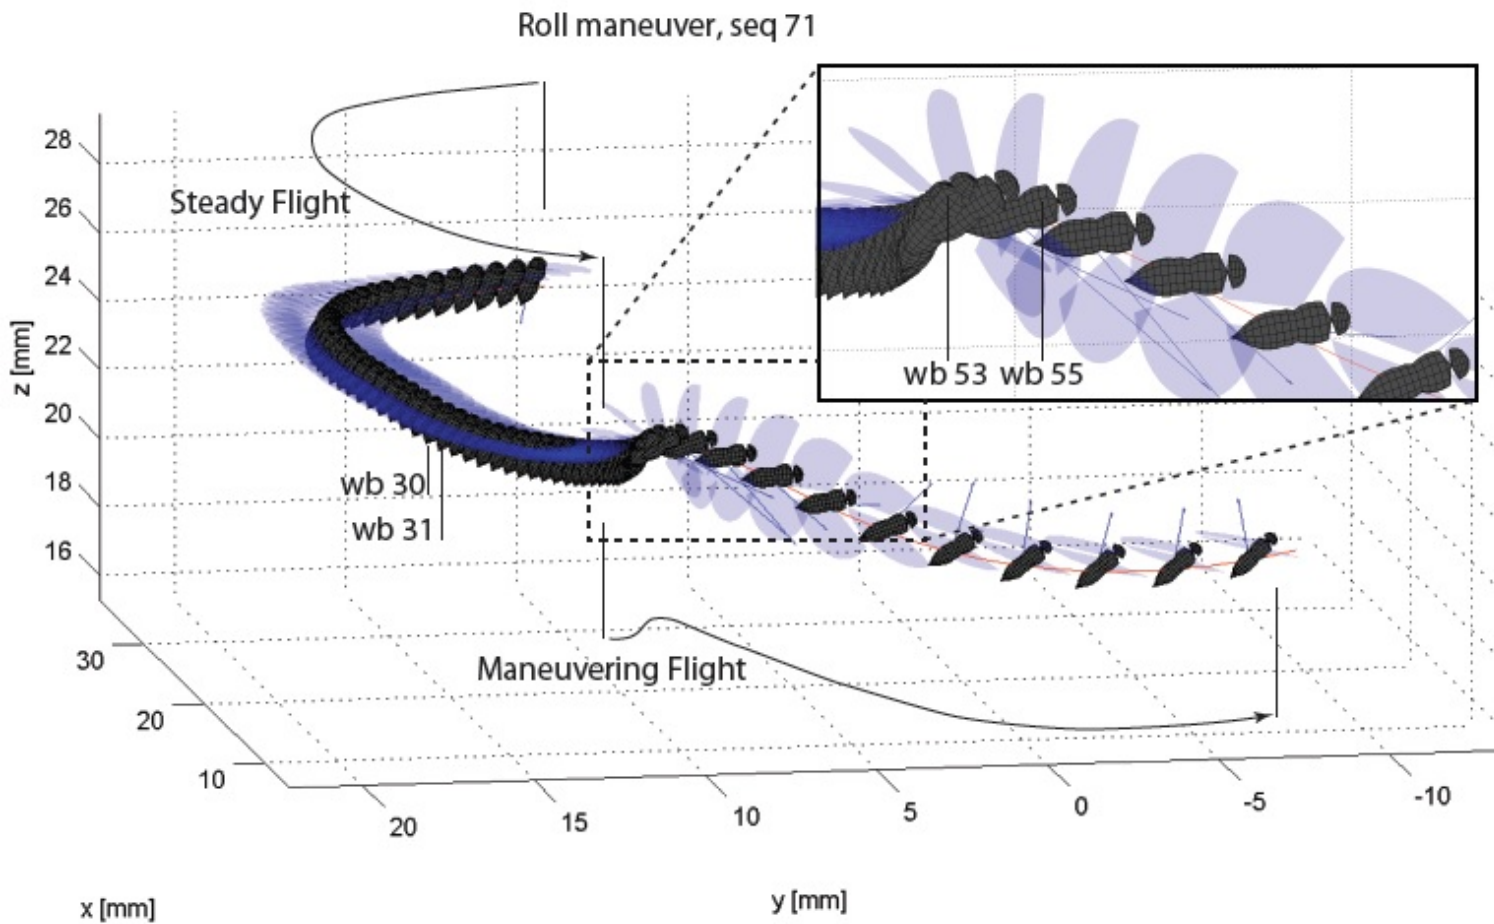 Roll maneuver, seq 71
Steady Flight
28
26
24
22
20
18
16
z [mm]
wb 53 wb 55
wb 30
wb 31
Maneuvering Flight
30
20
10
20
15
10
5
0
-5
-10
x [mm]
y [mm]